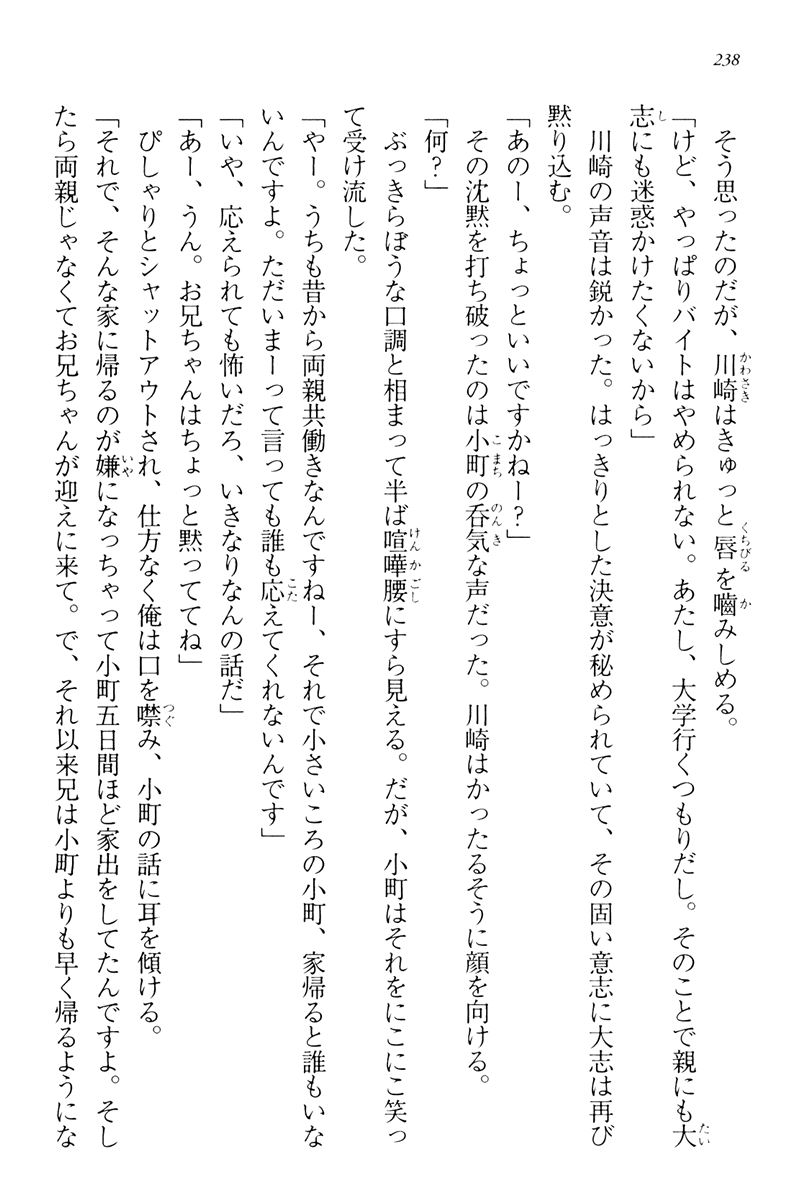 238
そう思ったのだが、川崎はきゅっと唇を嚙みしめる。
「けど、やっぱりバイトはやめられない。あたし、大学行くつもりだし。そのことで親にも大
志にも迷惑かけたくないから」
川崎の声音は鋭かった。はっきりとした決意が秘められていて、その固い意志に大志は再び
黙り込む。
「あのー、ちょっといいですかねー？」
その沈黙を打ち破ったのは小町の呑気な声だった。川崎はかったるそうに顔を向ける。
「何？」
ぶっきらぼうな口調と相まって半ば喧嘩腰にすら見える。だが、小町はそれをにこにこ笑っ
て受け流した。
「やー。うちも昔から両親共働きなんですねー、それで小さいころの小町、家帰ると誰もいな
いんですよ。ただいまーって言っても誰も応えてくれないんです」
「いや、応えられても怖いだろ、いきなりなんの話だ」
「あー、うん。お兄ちゃんはちょっと黙っててね」
ぴしゃりとシャットアウトされ、仕方なく俺は口を噤み、小町の話に耳を傾ける。
「それで、そんな家に帰るのが嫌になっちゃって小町五日間ほど家出をしてたんですよ。そし
たら両親じゃなくてお兄ちゃんが迎えに来て。で、それ以来兄は小町よりも早く帰るようにな